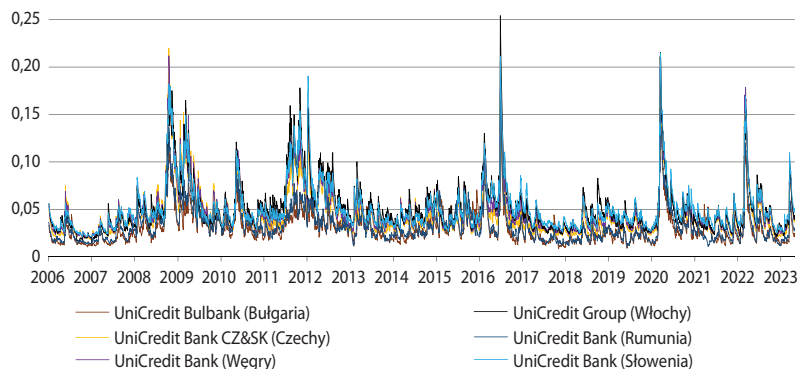 0,25
0,20
0,15
0,10
0,05
0
2006 2007 2008 2009 2010 2011 2012 2013 2014 2015 2016 2017 2018 2019 2020 2021 2022 2023
UniCredit Bulbank (Bułgaria) UniCredit Group (Włochy)
UniCredit Bank CZ&SK (Czechy) UniCredit Bank (Rumunia)
UniCredit Bank (Węgry) UniCredit Bank (Słowenia)